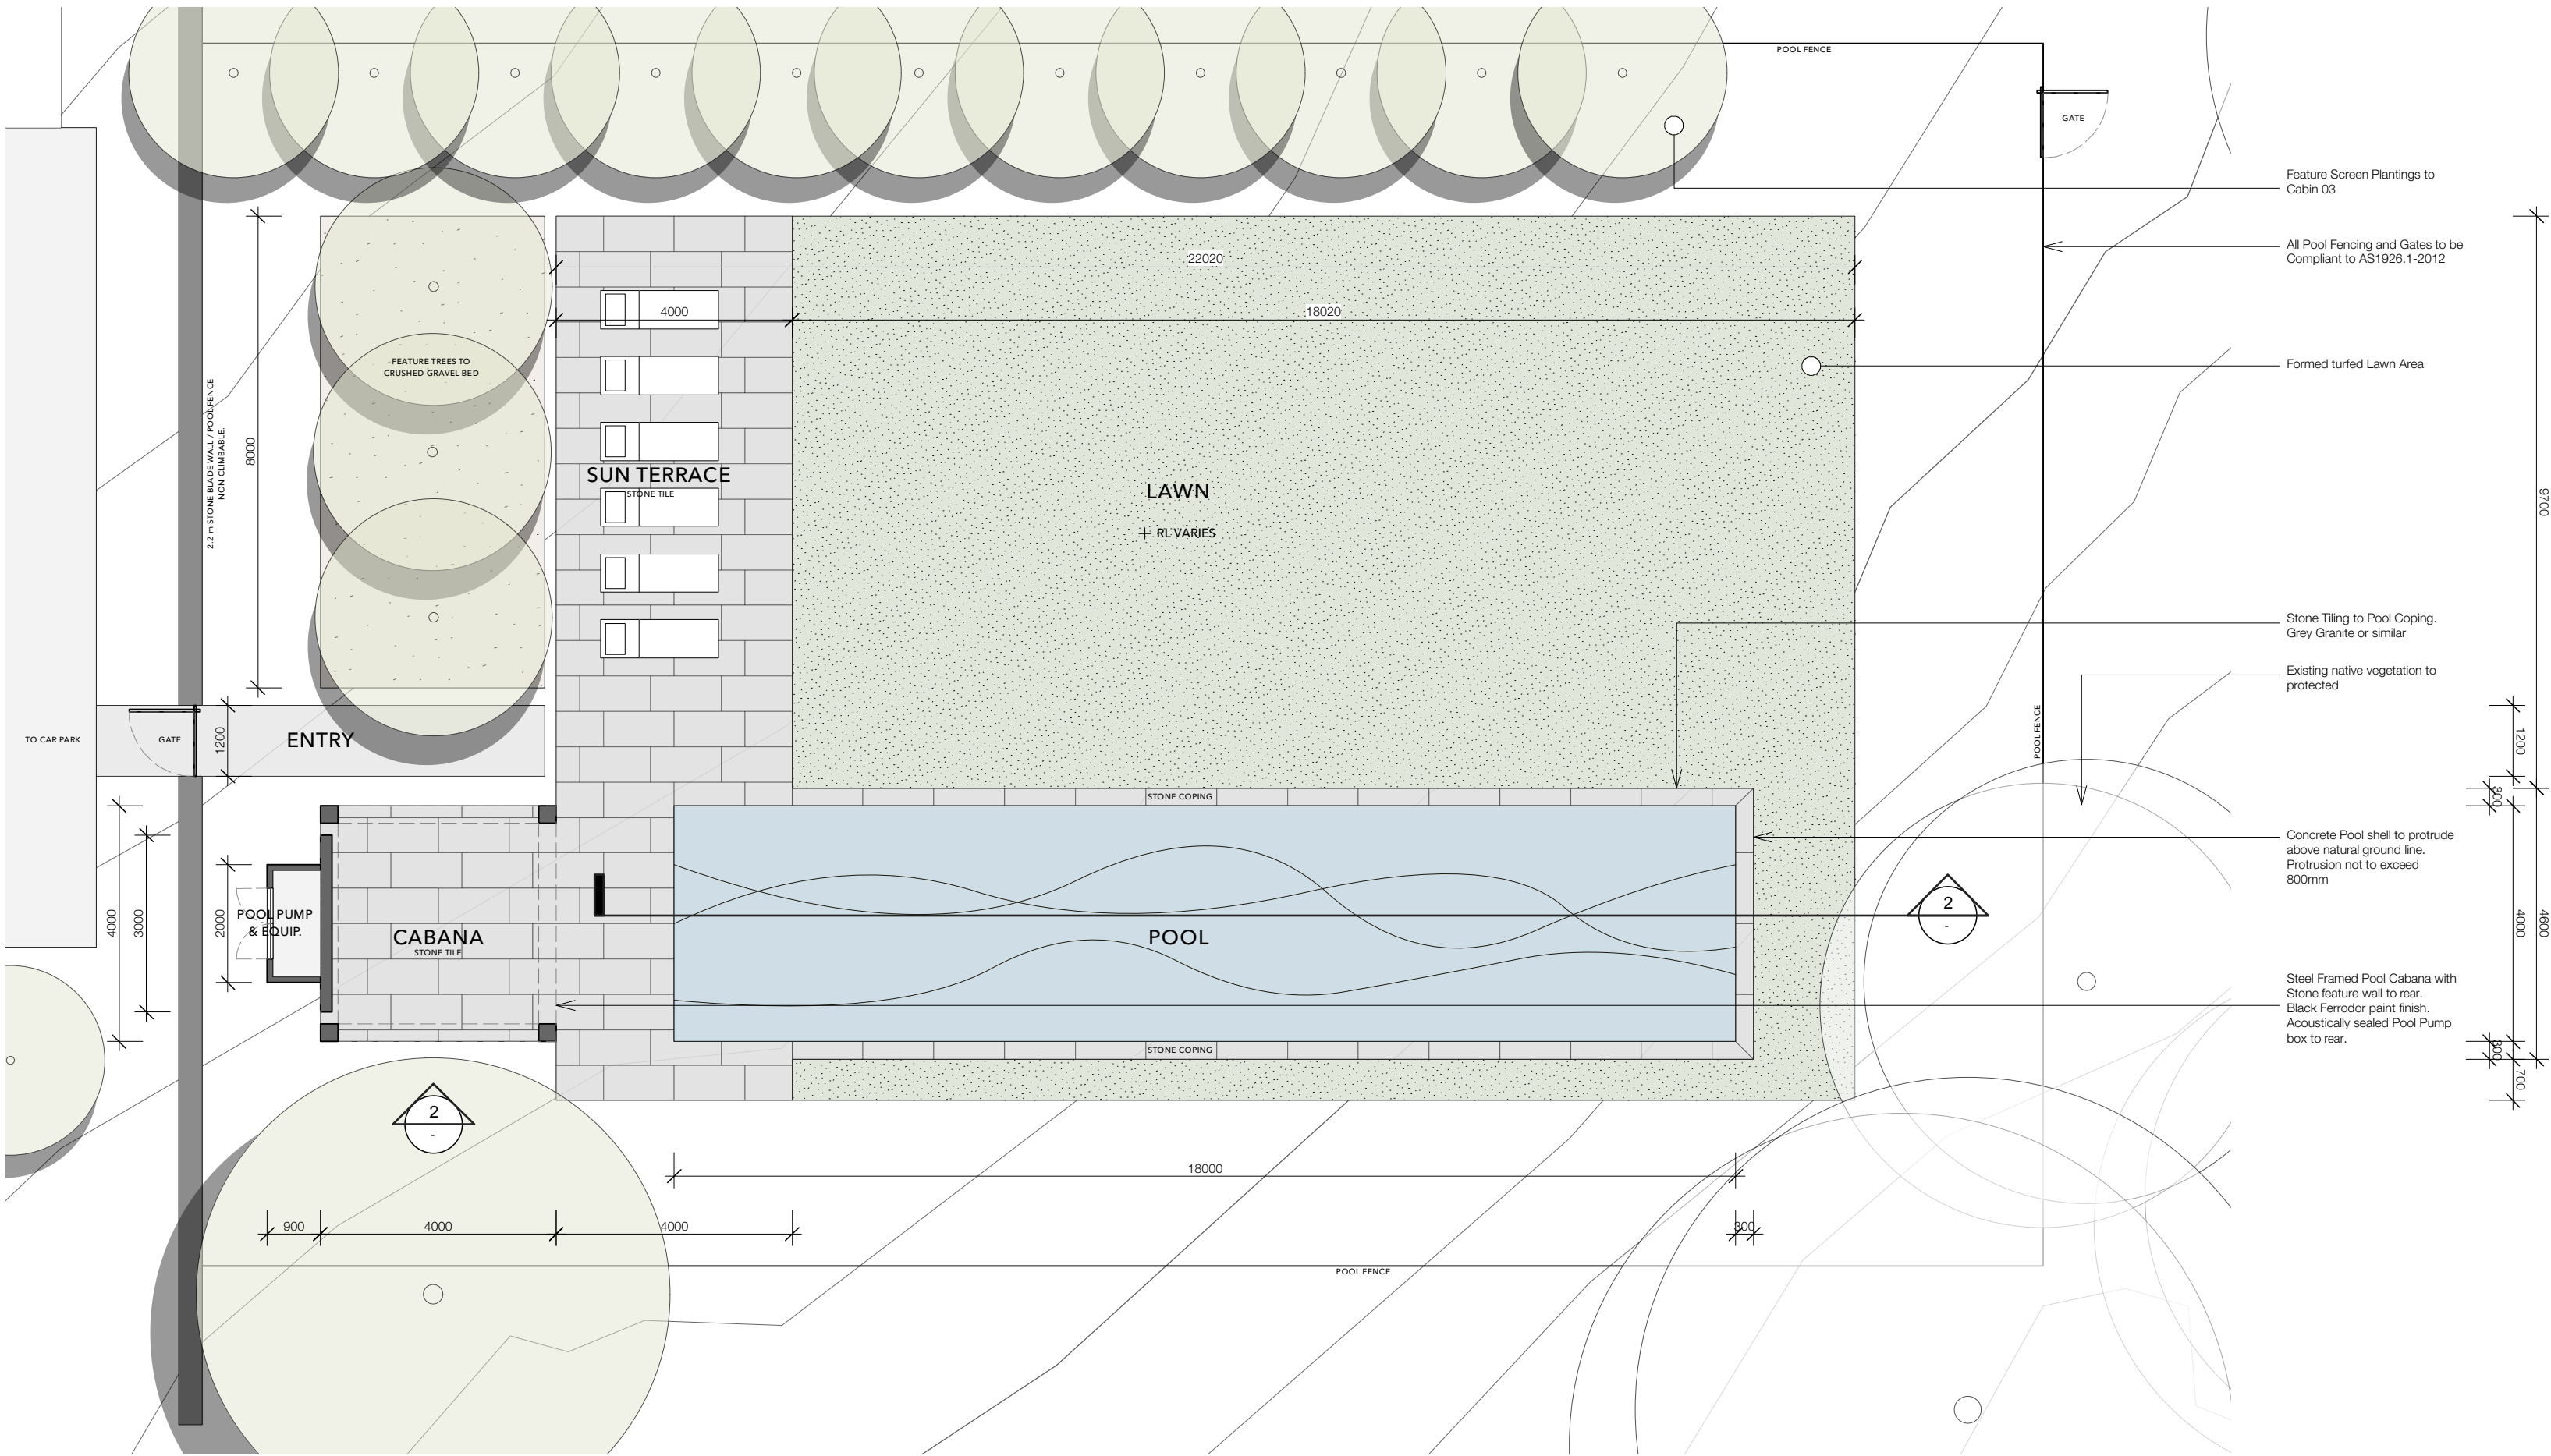 POOL FENCE
GATE
Feature Screen Plantings to
Cabin 03
All Pool Fencing and Gates to be
Compliant to AS1926.1-2012
22020
4000
18020
FEATURE TREES TO
CRUSHED GRAVEL BED
Formed turfed Lawn Area
2.2 m STONE BLADE WALL / POOL FENCE
NON CLIMBABLE.
8000
SUN TERRACE
STONE TILE
LAWN
RL VARIES
9700
Stone Tiling to Pool Coping.
Grey Granite or similar
Existing native vegetation to
protected
POOL FENCE
TO CAR PARK
GATE
1200
ENTRY
1200
STONE COPING
300
Concrete Pool shell to protrude
above natural ground line.
Protrusion not to exceed
800mm
4000
3000
2000
POOL PUMP
& EQUIP.
CABANA
STONE TILE
POOL
2
-
4000
4600
Steel Framed Pool Cabana with
Stone feature wall to rear.
Black Ferrodor paint finish.
Acoustically sealed Pool Pump
box to rear.
STONE COPING
300
700
2
-
18000
900
4000
4000
300
POOL FENCE